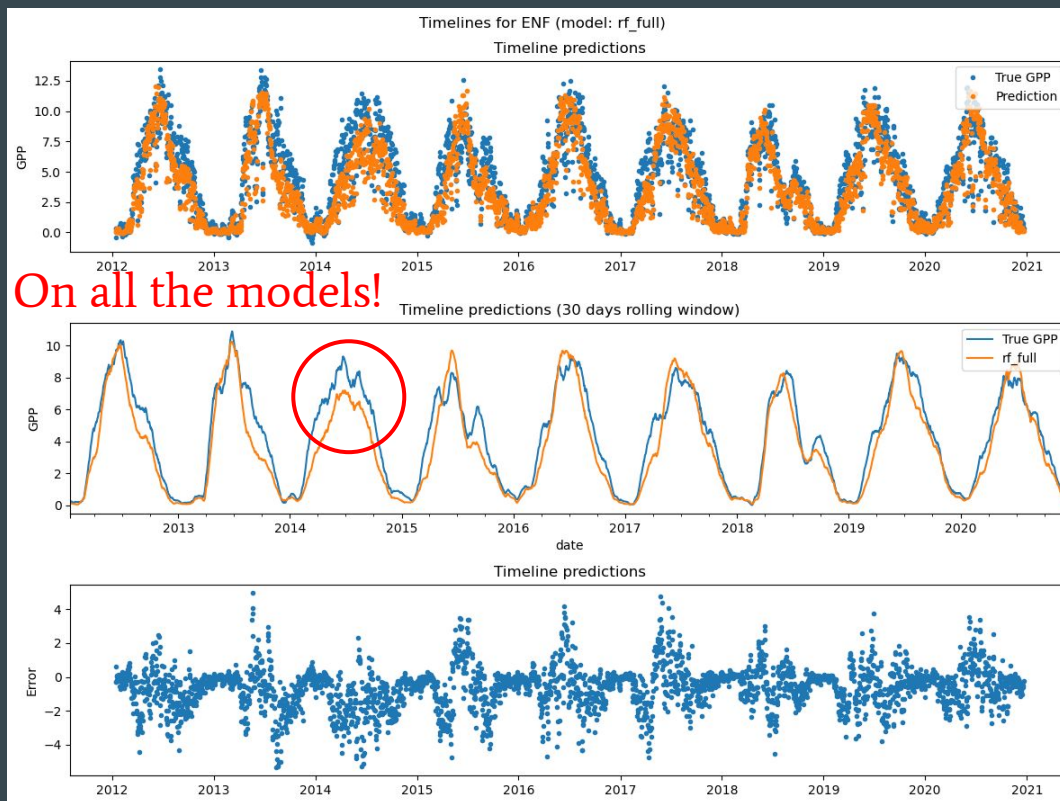 Timelines for ENF (model: rf_full)
Timeline predictions
True GPP
Prediction
12.5
10.0
7.5
5.0
2.5
0.0
GPP
2012 2013 2014 2015 2016 2017 2018 2019 2020 2021
On all the models!
Timeline predictions (30 days rolling window)
True GPP
rf_full
10
8
6
4
2
0
GPP
2013 2014 2015 2016 2017 2018 2019 2020
date
Timeline predictions
4
2
0
−2
−4
Error
2012 2013 2014 2015 2016 2017 2018 2019 2020 2021